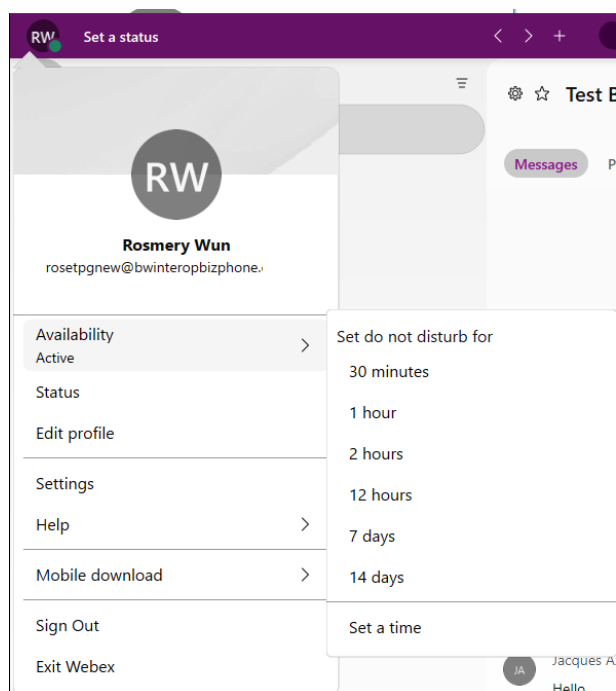 RW Set a status
Test B
Messages
RW
Rosmery Wun
rosetpgnew@bwinteropbizphone.
Availability
Active
Status
Edit profile
Settings
Help
Mobile download
Sign Out
Exit Webex
Set do not disturb for
30 minutes
1 hour
2 hours
12 hours
7 days
14 days
Set a time
JA Jacques A
Hello